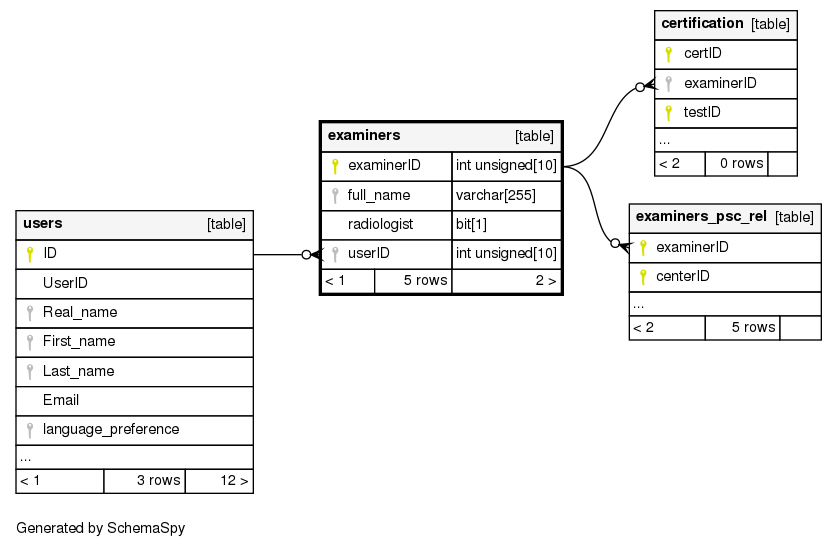 certification [table]
certID
examinerID
testID
...
< 2 0 rows
examiners [table]
examinerID int unsigned[10]
full_name varchar[255]
radiologist bit[1]
userID int unsigned[10]
< 1 5 rows 2 >
examiners_psc_rel [table]
examinerID
centerID
...
< 2 5 rows
users [table]
ID
UserID
Real_name
First_name
Last_name
Email
language_preference
...
< 1 3 rows 12 >
Generated by SchemaSpy